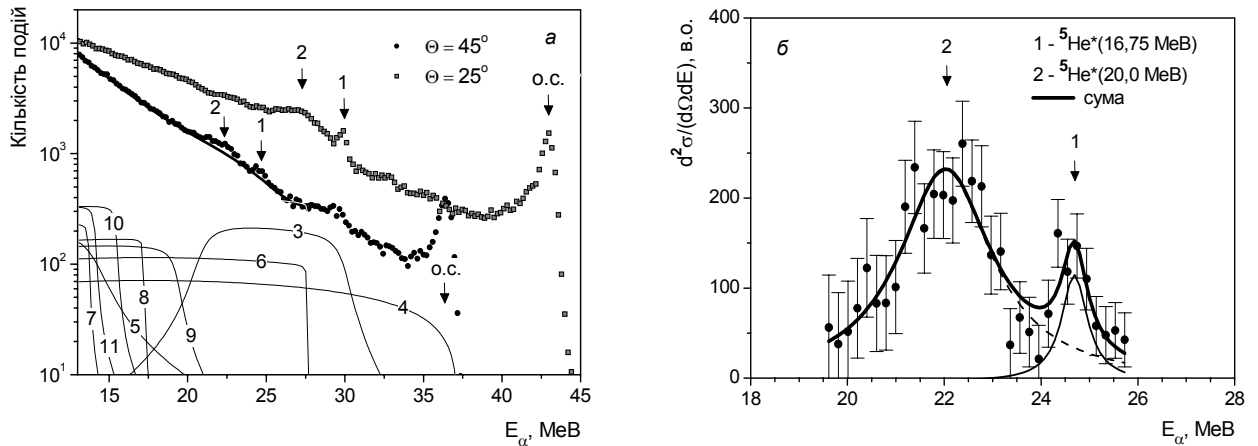 Кількість подій
10⁴
10³
10²
10¹
а
Θ = 45°
Θ = 25°
2
1
о.с.
2
1
10
3
6
8
4
о.с.
7
5
11
9
15
20
25
30
35
40
45
E_α, МеВ
d²σ/(dΩdE), в.о.
400
300
200
100
0
б
2
1 - ⁵He*(16,75 МеВ)
2 - ⁵He*(20,0 МеВ)
сума
1
18
20
22
24
26
28
E_α, МеВ